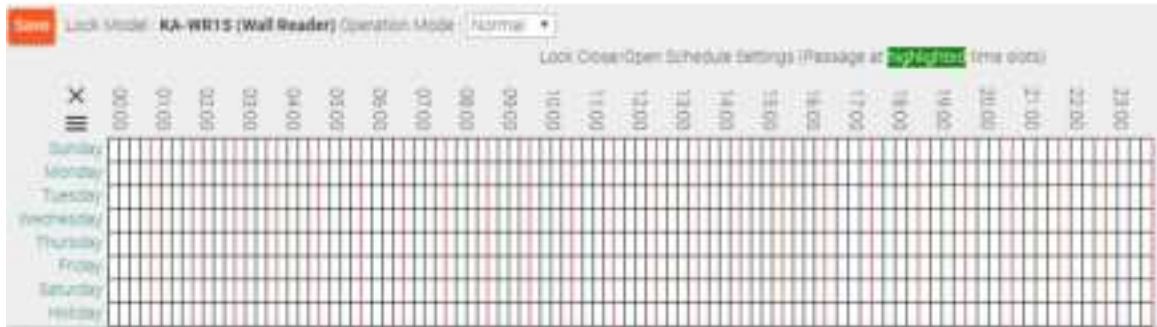 Save Lock Model : KA-WR1S (Wall Reader) Operation Mode : Normal
Lock Close/Open Schedule Settings (Passage at highlighted time slots)
00:00 01:00 02:00 03:00 04:00 05:00 06:00 07:00 08:00 09:00 10:00 11:00 12:00 13:00 14:00 15:00 16:00 17:00 18:00 19:00 20:00 21:00 22:00 23:00
Sunday
Monday
Tuesday
Wednesday
Thursday
Friday
Saturday
Holiday